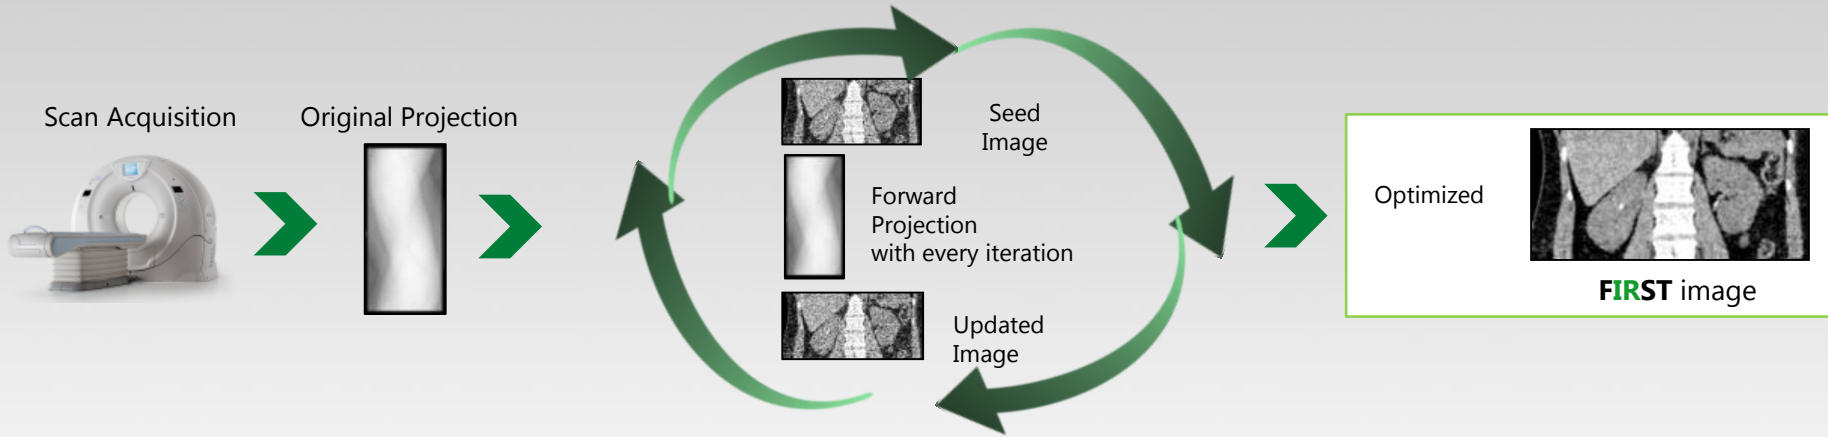 Scan Acquisition
Original Projection
Seed
Image
Forward
Projection
with every iteration
Updated
Image
Optimized
FIRST image